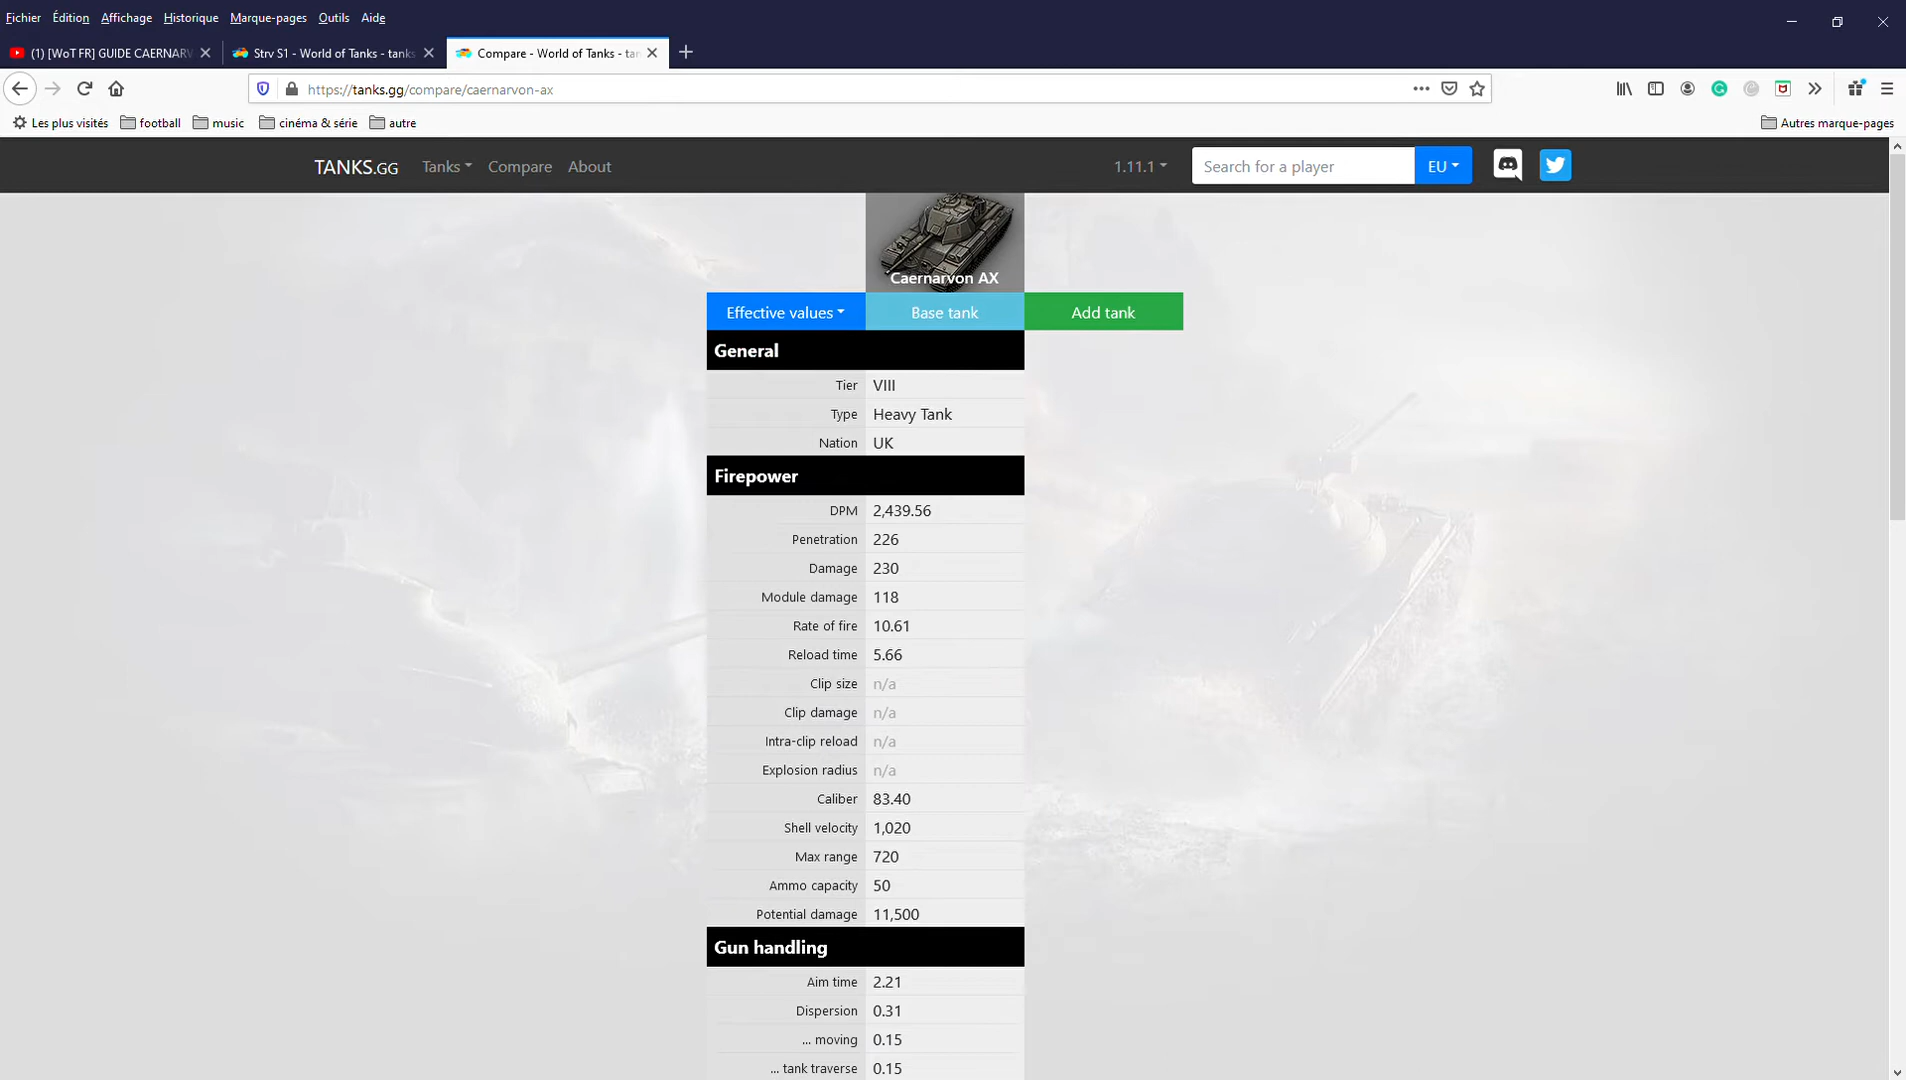 Fichier Édition Affichage Historique Marque-pages Outils Aide
(1) [WoT FR] GUIDE CAERNARV
Strv S1 - World of Tanks - tanks
Compare - World of Tanks - tan
https://tanks.gg/compare/caernarvon-ax
Les plus visités football music cinéma & série autre Autres marque-pages
TANKS.GG Tanks Compare About 1.11.1 Search for a player EU
Caernarvon AX
Effective values Base tank Add tank
General
Tier VIII
Type Heavy Tank
Nation UK
Firepower
DPM 2,439.56
Penetration 226
Damage 230
Module damage 118
Rate of fire 10.61
Reload time 5.66
Clip size n/a
Clip damage n/a
Intra-clip reload n/a
Explosion radius n/a
Caliber 83.40
Shell velocity 1,020
Max range 720
Ammo capacity 50
Potential damage 11,500
Gun handling
Aim time 2.21
Dispersion 0.31
... moving 0.15
... tank traverse 0.15